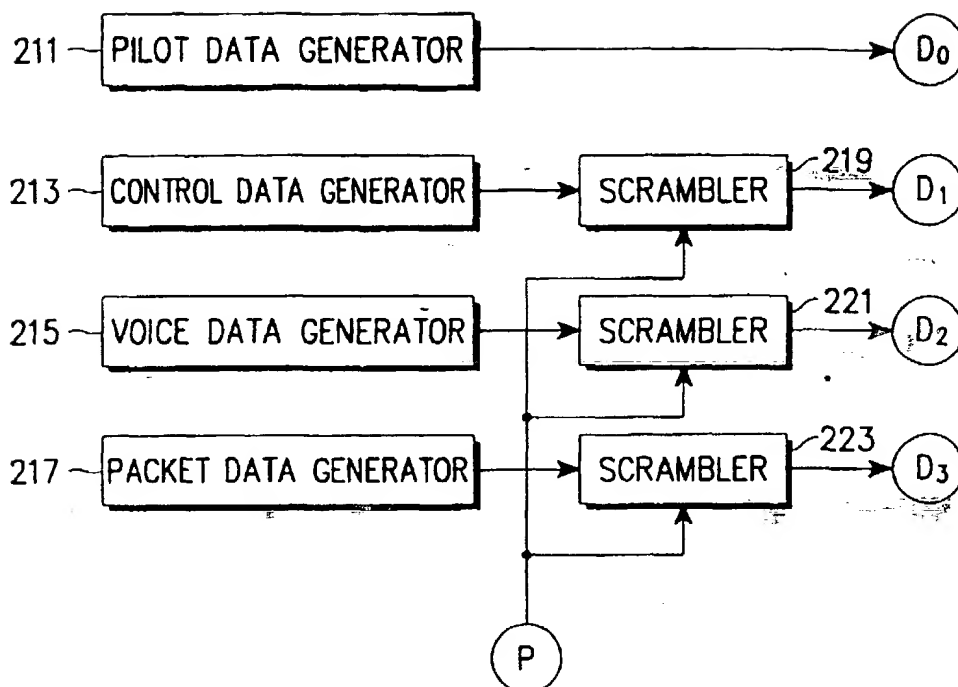 211 PILOT DATA GENERATOR D0
219
213 CONTROL DATA GENERATOR SCRAMBLER D1
221
215 VOICE DATA GENERATOR SCRAMBLER D2
223
217 PACKET DATA GENERATOR SCRAMBLER D3
P